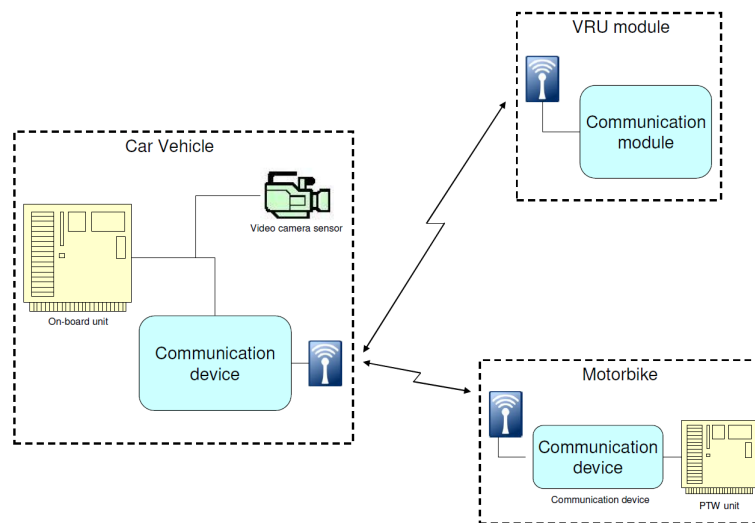 VRU module
Communication
module
Car Vehicle
Video camera sensor
On-board unit
Communication
device
Motorbike
Communication
device
Communication device
PTW unit